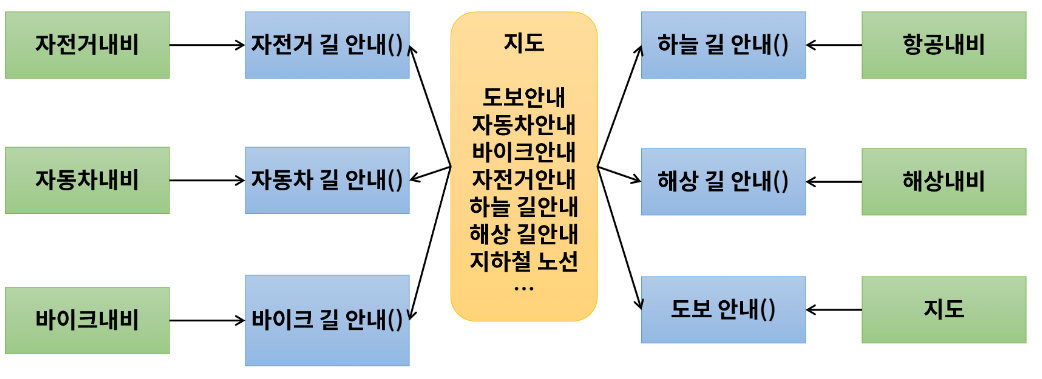 자전거내비
자전거 길 안내()
자동차내비
자동차 길 안내()
바이크내비
바이크 길 안내()
지도
도보안내
자동차안내
바이크안내
자전거안내
하늘 길안내
해상 길안내
지하철 노선
...
하늘 길 안내()
항공내비
해상 길 안내()
해상내비
도보 안내()
지도